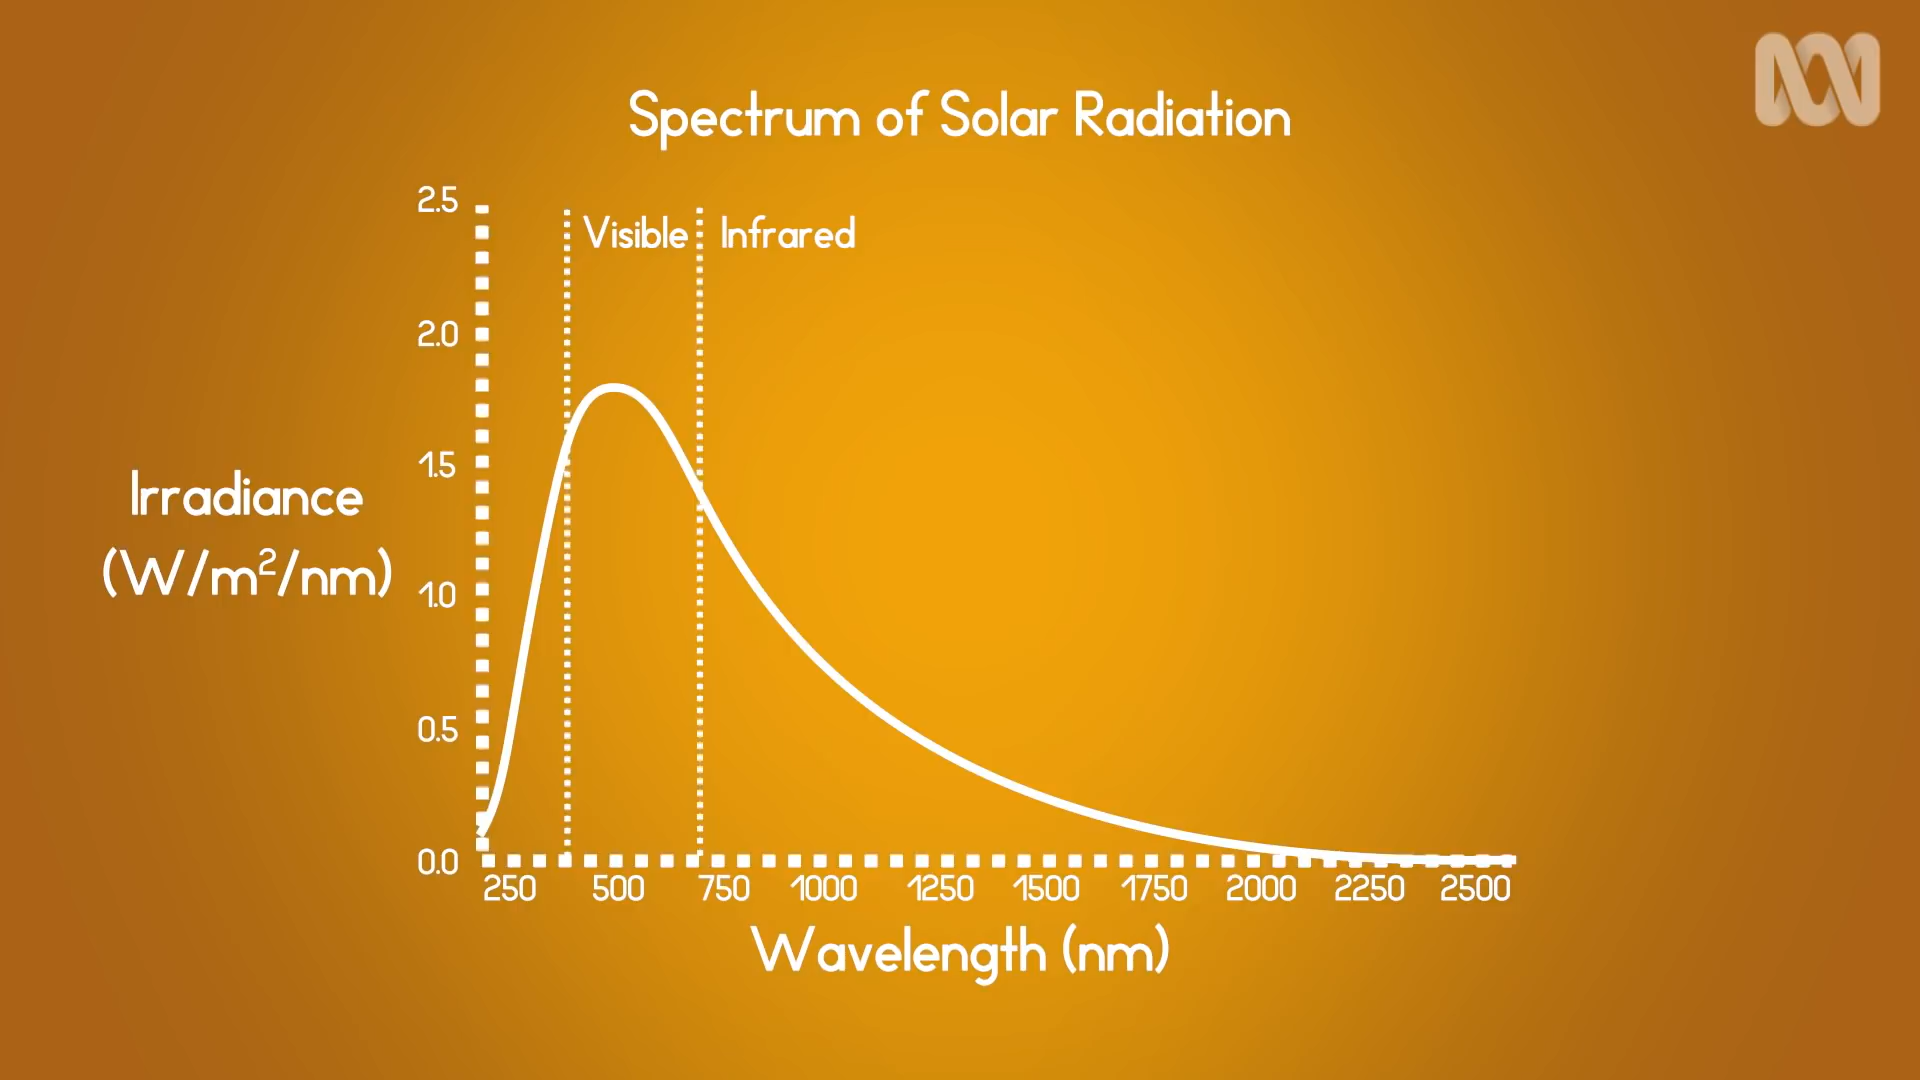 Spectrum of Solar Radiation
2.5
Visible Infrared
2.0
1.5
Irradiance
(W/m²/nm)
1.0
0.5
0.0
250 500 750 1000 1250 1500 1750 2000 2250 2500
Wavelength (nm)